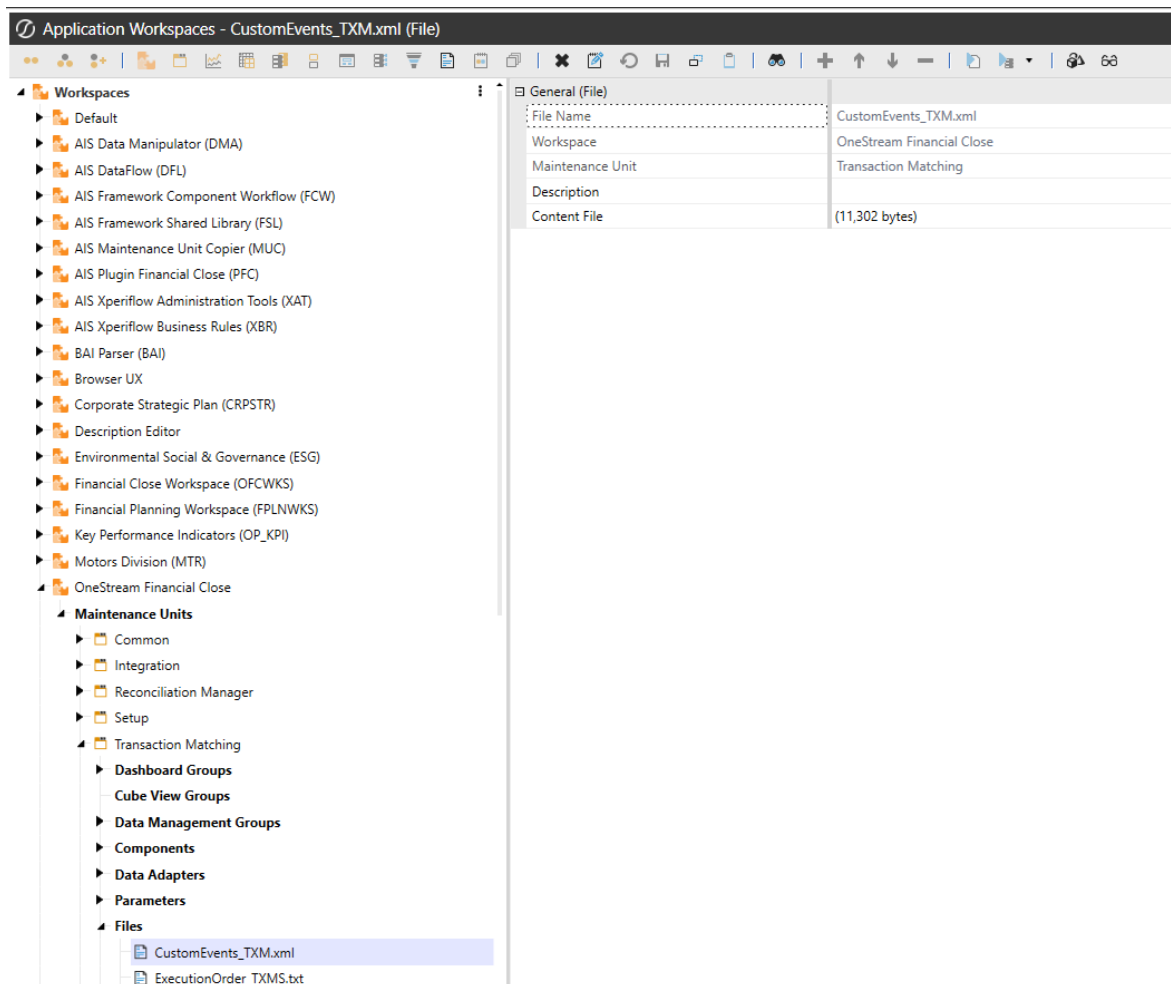 Application Workspaces - CustomEvents_TXM.xml (File)
Workspaces
Default
AIS Data Manipulator (DMA)
AIS DataFlow (DFL)
AIS Framework Component Workflow (FCW)
AIS Framework Shared Library (FSL)
AIS Maintenance Unit Copier (MUC)
AIS Plugin Financial Close (PFC)
AIS Xperiflow Administration Tools (XAT)
AIS Xperiflow Business Rules (XBR)
BAI Parser (BAI)
Browser UX
Corporate Strategic Plan (CRPSTR)
Description Editor
Environmental Social & Governance (ESG)
Financial Close Workspace (OFCWKS)
Financial Planning Workspace (FPLNWKS)
Key Performance Indicators (OP_KPI)
Motors Division (MTR)
OneStream Financial Close
Maintenance Units
Common
Integration
Reconciliation Manager
Setup
Transaction Matching
Dashboard Groups
Cube View Groups
Data Management Groups
Components
Data Adapters
Parameters
Files
CustomEvents_TXM.xml
ExecutionOrder_TXMS.txt
General (File)
File Name CustomEvents_TXM.xml
Workspace OneStream Financial Close
Maintenance Unit Transaction Matching
Description
Content File (11,302 bytes)